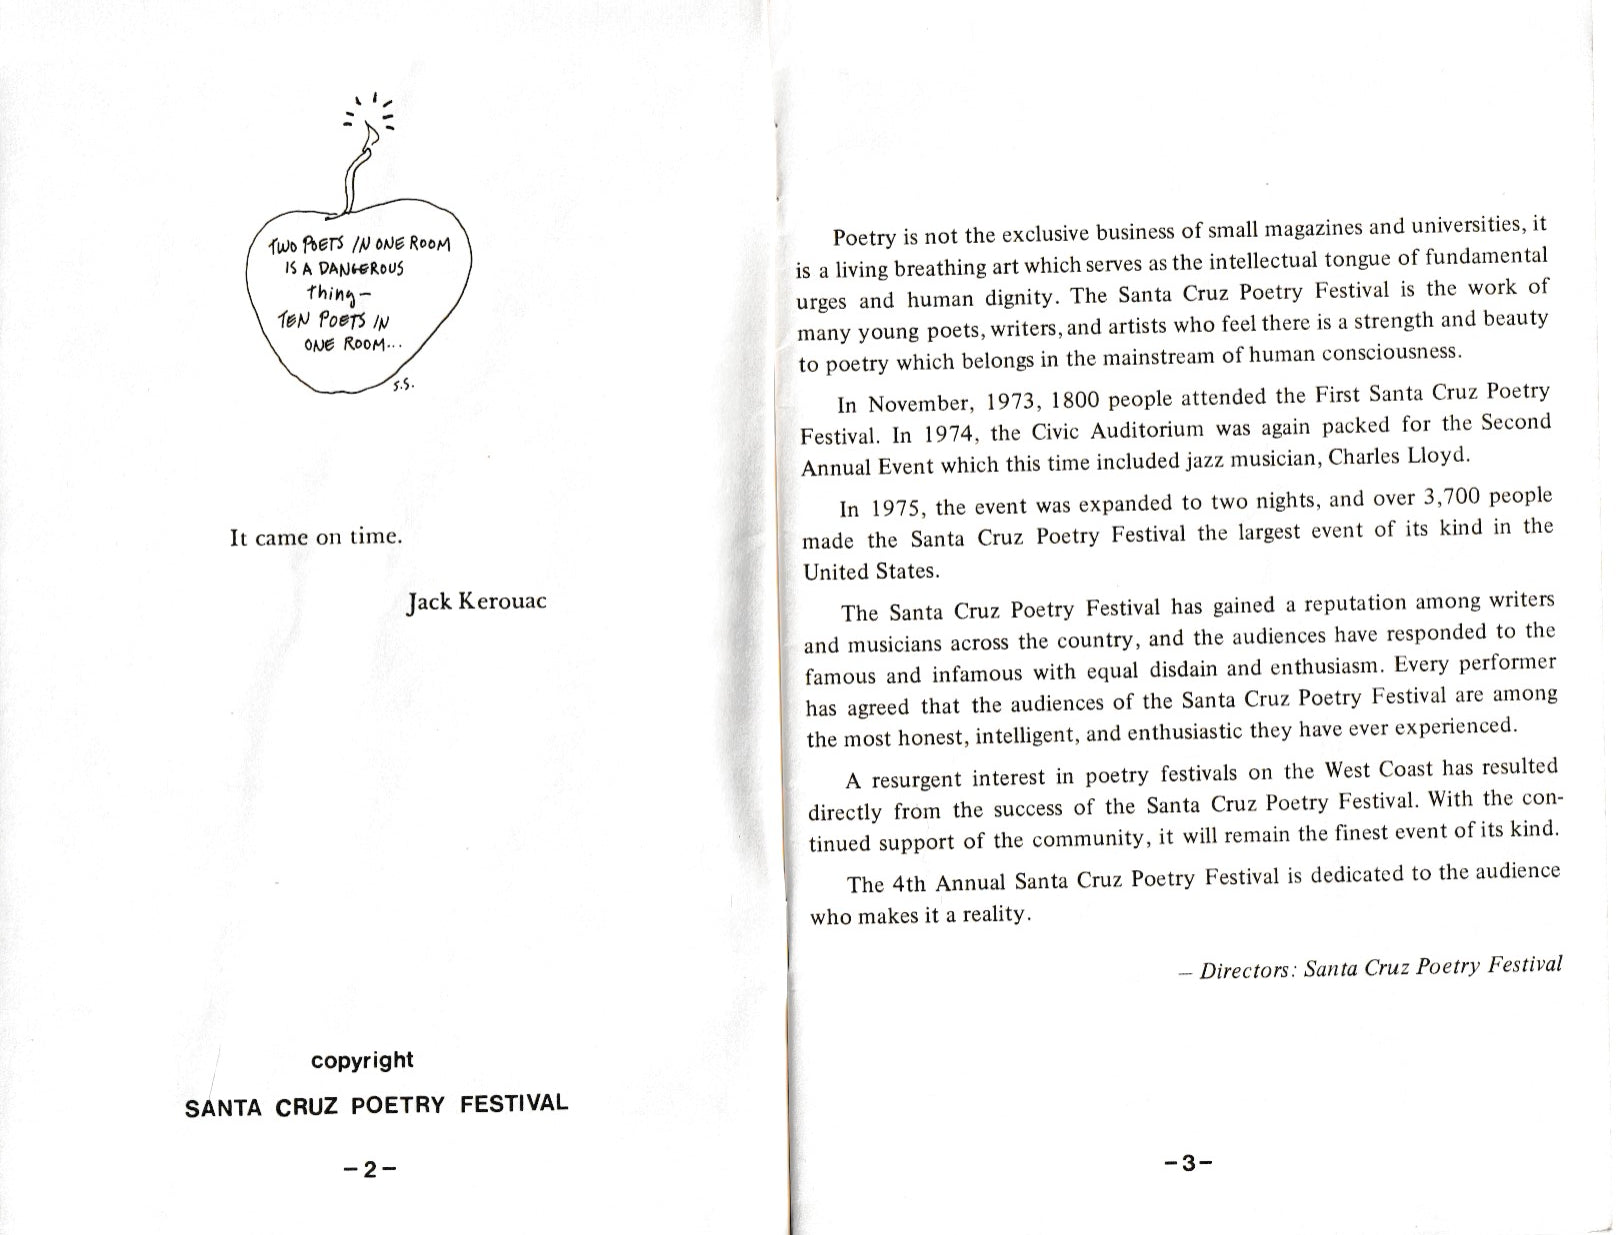 TWO POETS IN ONE ROOM
IS A DANGEROUS
thing—
TEN POETS IN
ONE ROOM...
S.S.
It came on time.
Jack Kerouac
copyright
SANTA CRUZ POETRY FESTIVAL
–2–
Poetry is not the exclusive business of small magazines and universities, it
is a living breathing art which serves as the intellectual tongue of fundamental
urges and human dignity. The Santa Cruz Poetry Festival is the work of
many young poets, writers, and artists who feel there is a strength and beauty
to poetry which belongs in the mainstream of human consciousness.
In November, 1973, 1800 people attended the First Santa Cruz Poetry
Festival. In 1974, the Civic Auditorium was again packed for the Second
Annual Event which this time included jazz musician, Charles Lloyd.
In 1975, the event was expanded to two nights, and over 3,700 people
made the Santa Cruz Poetry Festival the largest event of its kind in the
United States.
The Santa Cruz Poetry Festival has gained a reputation among writers
and musicians across the country, and the audiences have responded to the
famous and infamous with equal disdain and enthusiasm. Every performer
has agreed that the audiences of the Santa Cruz Poetry Festival are among
the most honest, intelligent, and enthusiastic they have ever experienced.
A resurgent interest in poetry festivals on the West Coast has resulted
directly from the success of the Santa Cruz Poetry Festival. With the con-
tinued support of the community, it will remain the finest event of its kind.
The 4th Annual Santa Cruz Poetry Festival is dedicated to the audience
who makes it a reality.
– Directors: Santa Cruz Poetry Festival
–3–